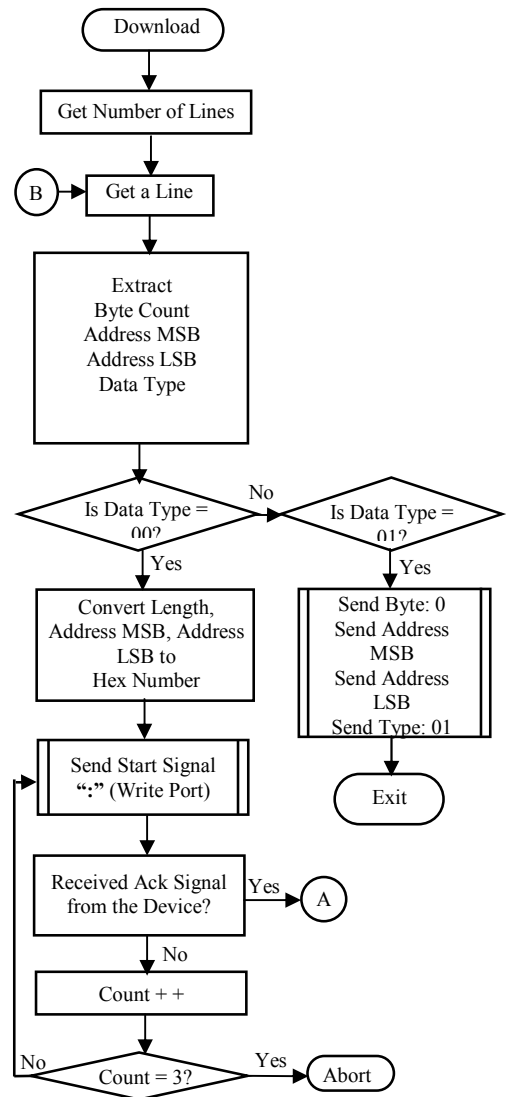 Download
Get Number of Lines
B
Get a Line
Extract
Byte Count
Address MSB
Address LSB
Data Type
Is Data Type =
00?
No
Is Data Type =
01?
Yes
Yes
Convert Length,
Address MSB, Address
LSB to
Hex Number
Send Byte: 0
Send Address
MSB
Send Address
LSB
Send Type: 01
Send Start Signal
“:” (Write Port)
Exit
Received Ack Signal
from the Device?
Yes
A
No
Count + +
No
Count = 3?
Yes
Abort